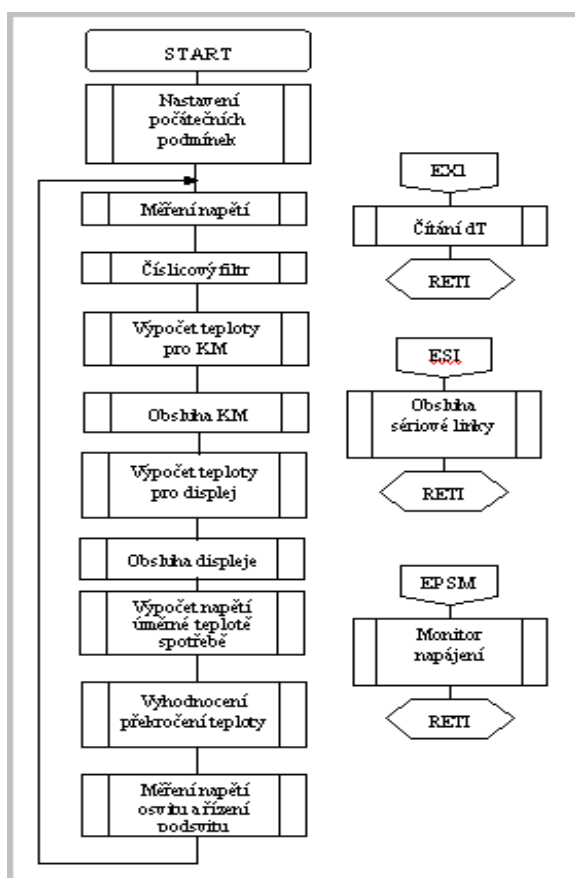 START
Nastavení
počátečních
podmínek
Měření napětí
Číslicový filtr
Výpočet teploty
pro KM
Obsluha KM
Výpočet teploty
pro displej
Obsluha displeje
Výpočet napětí
úměrné teplotě
spotřebě
Vyhodnocení
překročení teploty
Měření napětí
osvitu a řízení
podsvitu
EX1
Čítání dT
RETI
ESI
Obsluha
sériové linky
RETI
EPSM
Monitor
napájení
RETI